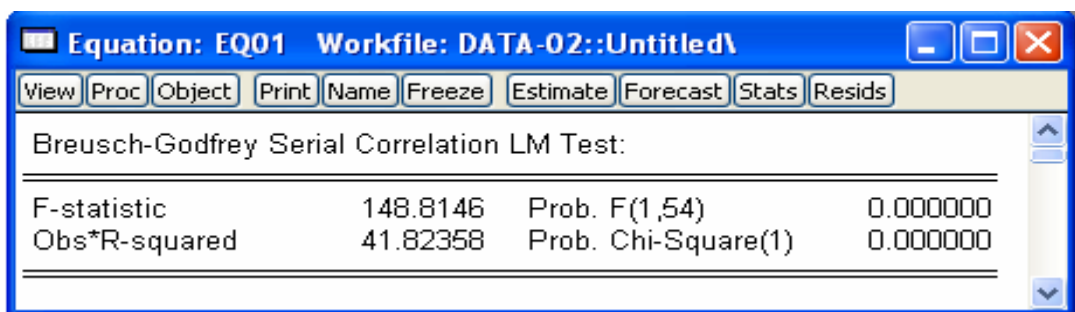 Equation: EQ01 Workfile: DATA-02::Untitled\
View Proc Object Print Name Freeze Estimate Forecast Stats Resids
Breusch-Godfrey Serial Correlation LM Test:
F-statistic 148.8146 Prob. F(1,54) 0.000000
Obs*R-squared 41.82358 Prob. Chi-Square(1) 0.000000